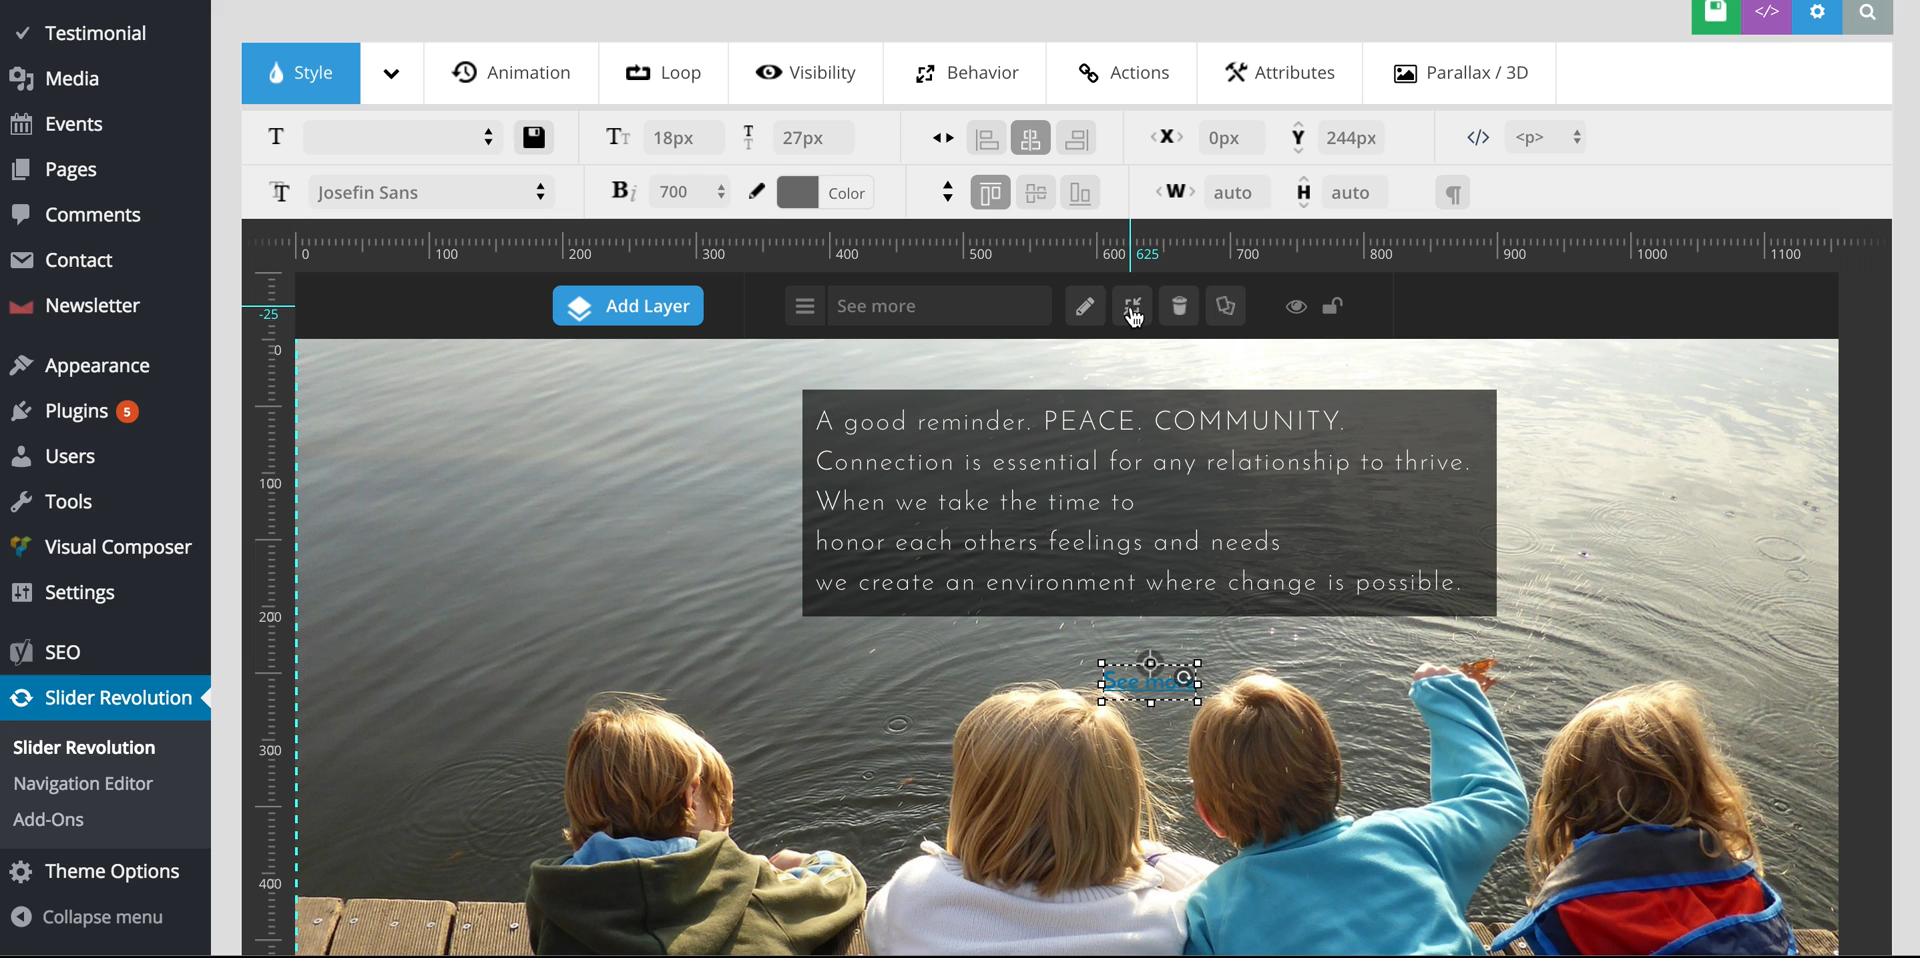 Testimonial
Media
Events
Pages
Comments
Contact
Newsletter
Appearance
Plugins 5
Users
Tools
Visual Composer
Settings
SEO
Slider Revolution
Slider Revolution
Navigation Editor
Add-Ons
Theme Options
Collapse menu
Style
Animation
Loop
Visibility
Behavior
Actions
Attributes
Parallax / 3D
18px
27px
X 0px
Y 244px
</> <p>
Josefin Sans
700
Color
W auto
H auto
0 100 200 300 400 500 600 625 700 800 900 1000 1100
-25
0
100
200
300
400
Add Layer
See more
A good reminder. PEACE. COMMUNITY.
Connection is essential for any relationship to thrive.
When we take the time to
honor each others feelings and needs
we create an environment where change is possible.
See more